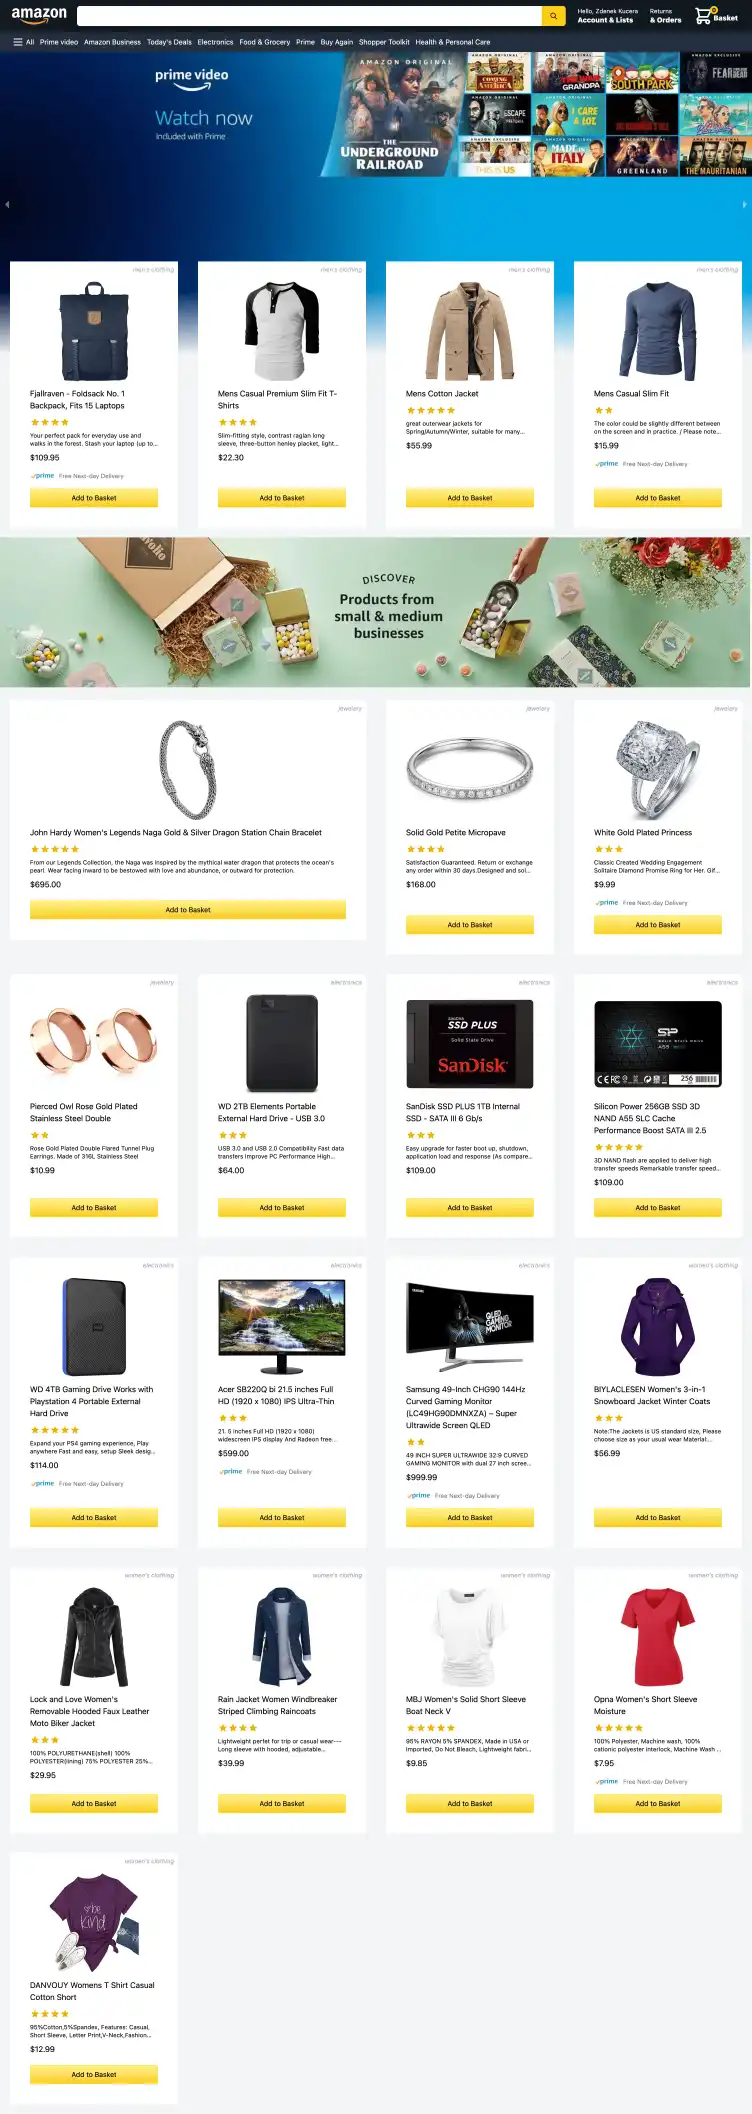 amazon
Hello, Zdenek Kucera
Account & Lists
Returns
& Orders
0
Basket
All Prime video Amazon Business Today's Deals Electronics Food & Grocery Prime Buy Again Shopper Toolkit Health & Personal Care
prime video
Watch now
Included with Prime
AMAZON ORIGINAL
THE
UNDERGROUND
RAILROAD
COMING
AMERICA
GRANDPA
SOUTH PARK
FEAR
ESCAPE
I CARE
A LOT
THIS IS US
MADE IN
ITALY
GREENLAND
THE MAURITANIAN
men's clothing
Fjallraven - Foldsack No. 1
Backpack, Fits 15 Laptops
Your perfect pack for everyday use and
walks in the forest. Stash your laptop (up to...
$109.95
prime Free Next-day Delivery
Add to Basket
men's clothing
Mens Casual Premium Slim Fit T-
Shirts
Slim-fitting style, contrast raglan long
sleeve, three-button henley placket, light...
$22.30
Add to Basket
men's clothing
Mens Cotton Jacket
great outerwear jackets for
Spring/Autumn/Winter, suitable for many...
$55.99
Add to Basket
men's clothing
Mens Casual Slim Fit
The color could be slightly different between
on the screen and in practice. / Please note...
$15.99
prime Free Next-day Delivery
Add to Basket
DISCOVER
Products from
small & medium
businesses
jewelery
John Hardy Women's Legends Naga Gold & Silver Dragon Station Chain Bracelet
From our Legends Collection, the Naga was inspired by the mythical water dragon that protects the ocean's
pearl. Wear facing inward to be bestowed with love and abundance, or outward for protection.
$695.00
Add to Basket
jewelery
Solid Gold Petite Micropave
Satisfaction Guaranteed. Return or exchange
any order within 30 days.Designed and sol...
$168.00
Add to Basket
jewelery
White Gold Plated Princess
Classic Created Wedding Engagement
Solitaire Diamond Promise Ring for Her. Gif...
$9.99
prime Free Next-day Delivery
Add to Basket
jewelery
Pierced Owl Rose Gold Plated
Stainless Steel Double
Rose Gold Plated Double Flared Tunnel Plug
Earrings. Made of 316L Stainless Steel
$10.99
Add to Basket
electronics
WD 2TB Elements Portable
External Hard Drive - USB 3.0
USB 3.0 and USB 2.0 Compatibility Fast data
transfers Improve PC Performance High...
$64.00
Add to Basket
electronics
SSD PLUS
Solid State Drive
SanDisk
SanDisk SSD PLUS 1TB Internal
SSD - SATA III 6 Gb/s
Easy upgrade for faster boot up, shutdown,
application load and response (As compare...
$109.00
Add to Basket
electronics
SP
A55
256
Silicon Power 256GB SSD 3D
NAND A55 SLC Cache
Performance Boost SATA III 2.5
3D NAND flash are applied to deliver high
transfer speeds Remarkable transfer speed...
$109.00
Add to Basket
electronics
WD 4TB Gaming Drive Works with
Playstation 4 Portable External
Hard Drive
Expand your PS4 gaming experience, Play
anywhere Fast and easy, setup Sleek desig...
$114.00
prime Free Next-day Delivery
Add to Basket
electronics
Acer SB220Q bi 21.5 inches Full
HD (1920 x 1080) IPS Ultra-Thin
21. 5 inches Full HD (1920 x 1080)
widescreen IPS display And Radeon free...
$599.00
prime Free Next-day Delivery
Add to Basket
electronics
QLED
GAMING
MONITOR
Samsung 49-Inch CHG90 144Hz
Curved Gaming Monitor
(LC49HG90DMNXZA) – Super
Ultrawide Screen QLED
49 INCH SUPER ULTRAWIDE 32:9 CURVED
GAMING MONITOR with dual 27 inch scree...
$999.99
prime Free Next-day Delivery
Add to Basket
women's clothing
BIYLACLESEN Women's 3-in-1
Snowboard Jacket Winter Coats
Note:The Jackets is US standard size, Please
choose size as your usual wear Material:...
$56.99
Add to Basket
women's clothing
Lock and Love Women's
Removable Hooded Faux Leather
Moto Biker Jacket
100% POLYURETHANE(shell) 100%
POLYESTER(lining) 75% POLYESTER 25%...
$29.95
Add to Basket
women's clothing
Rain Jacket Women Windbreaker
Striped Climbing Raincoats
Lightweight perfet for trip or casual wear---
Long sleeve with hooded, adjustable...
$39.99
Add to Basket
women's clothing
MBJ Women's Solid Short Sleeve
Boat Neck V
95% RAYON 5% SPANDEX, Made in USA or
Imported, Do Not Bleach, Lightweight fabri...
$9.85
Add to Basket
women's clothing
Opna Women's Short Sleeve
Moisture
100% Polyester, Machine wash, 100%
cationic polyester interlock, Machine Wash ...
$7.95
prime Free Next-day Delivery
Add to Basket
women's clothing
be
kind
DANVOUY Womens T Shirt Casual
Cotton Short
95%Cotton,5%Spandex, Features: Casual,
Short Sleeve, Letter Print,V-Neck,Fashion...
$12.99
Add to Basket